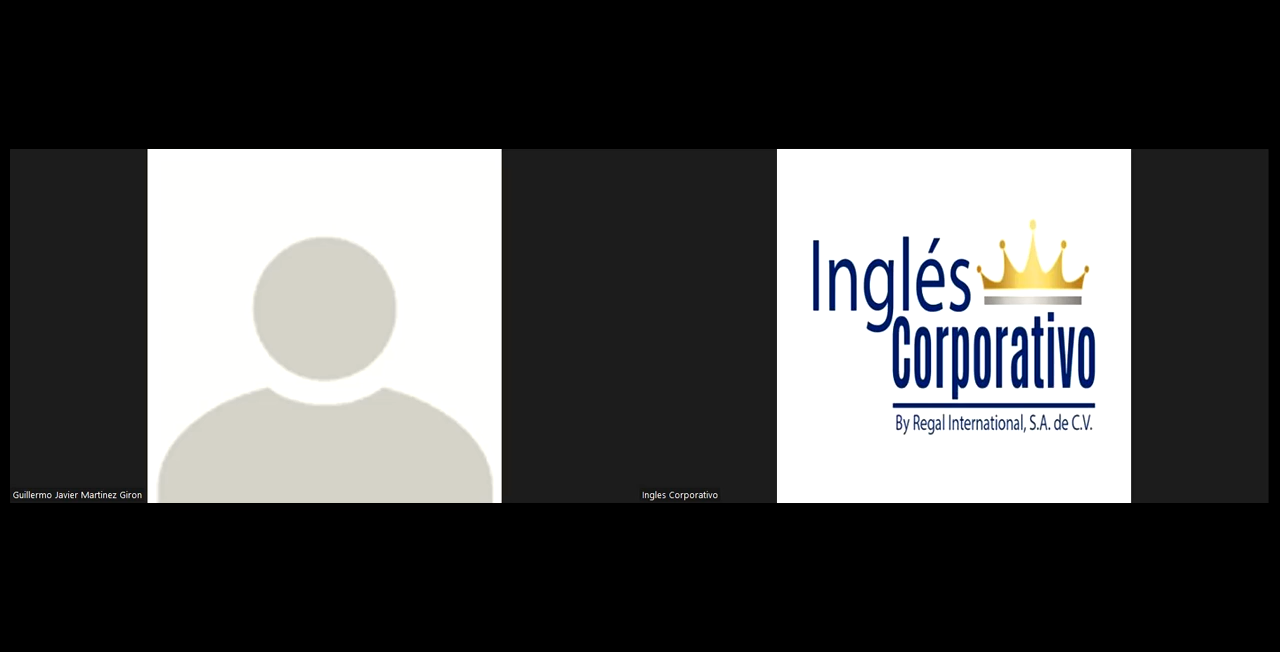 Inglés
Corporativo
By Regal International, S.A. de C.V.
Guillermo Javier Martinez Giron
Ingles Corporativo